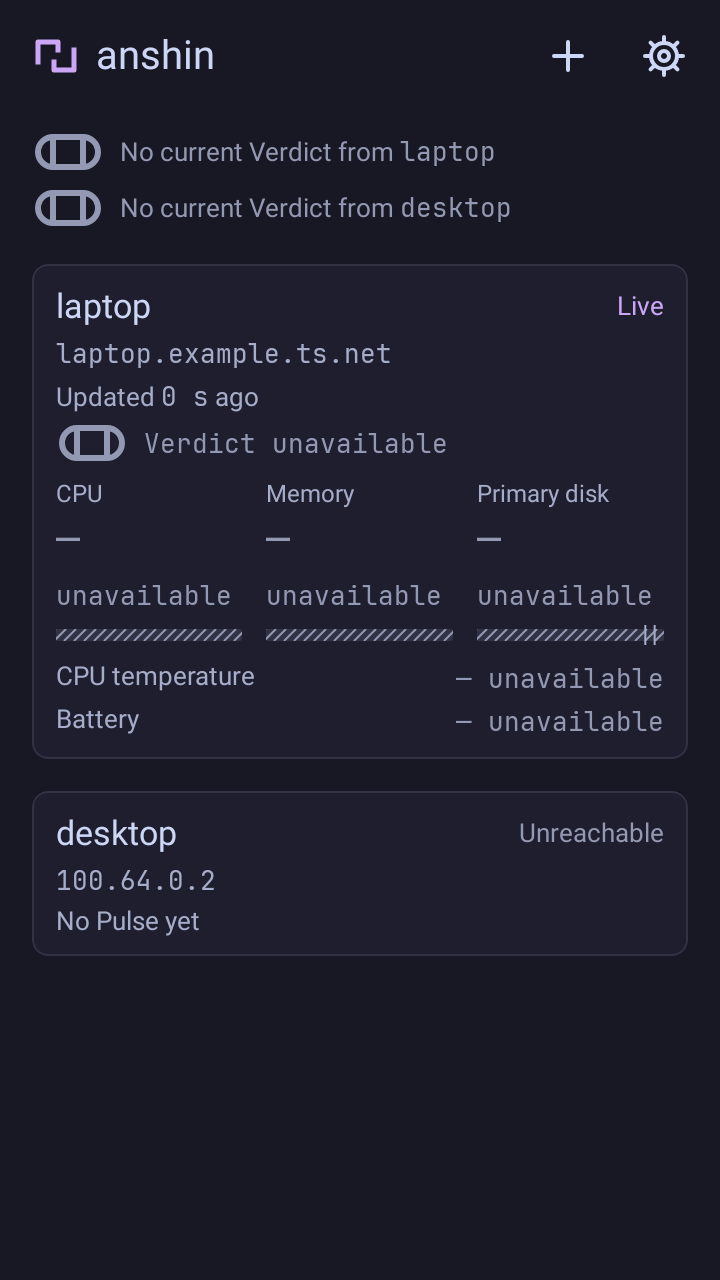 anshin
No current Verdict from laptop
No current Verdict from desktop
laptop Live
laptop.example.ts.net
Updated 0 s ago
Verdict unavailable
CPU Memory Primary disk
— — —
unavailable unavailable unavailable
CPU temperature — unavailable
Battery — unavailable
desktop Unreachable
100.64.0.2
No Pulse yet